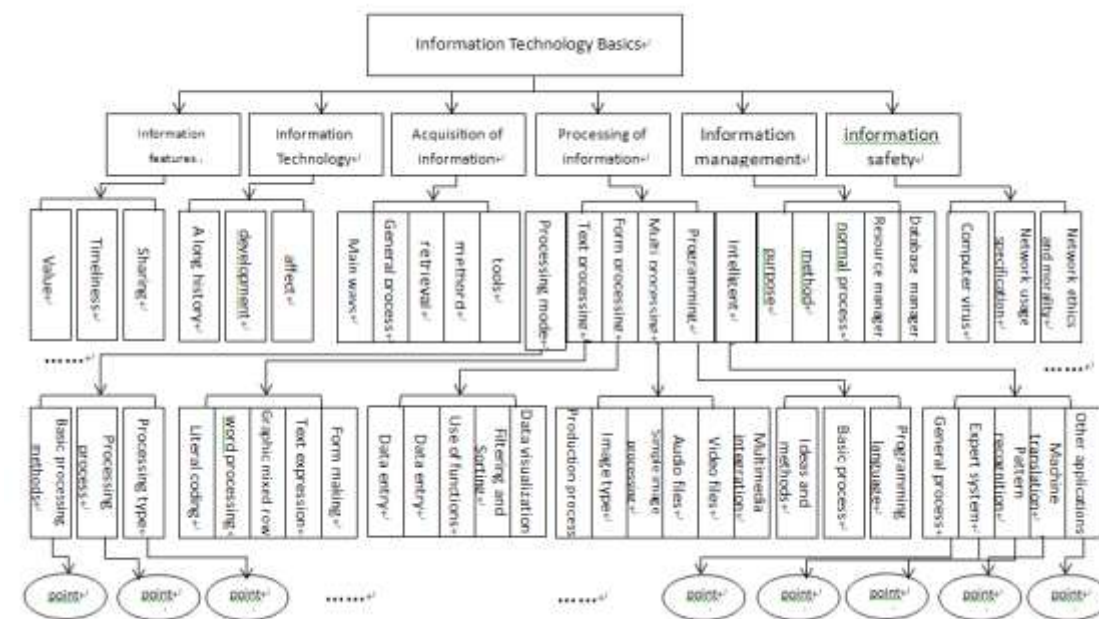 Information Technology Basics
Information
features
Information
Technology
Acquisition of
information
Processing of
information
Information
management
information
safety
Value
Timeliness
Sharing
A long history
development
affect
Main ways
General process
retrieval
methord
tools
Processing mode
Text processing
Form processing
Multi processing
Programming
Intelligent
purpose
method
normal process
Resource manager
Database manager
Computer virus
Network usage
specification
Network ethics
and morality
......
......
Basic processing
methods
Processing
process
Processing type
Literal coding
word processing
Graphic mixed row
Text expression
Form making
Data entry
Data entry
Use of functions
Filtering and
Sorting
Data visualization
Production process
Image type
Simple image
processing
Audio files
Video files
Multimedia
integration
Ideas and
methods
Basic process
Programming
language
General process
Expert system
Pattern
recognition
Machine
translation
Other applications
point
point
point
......
......
point
point
point
point
point